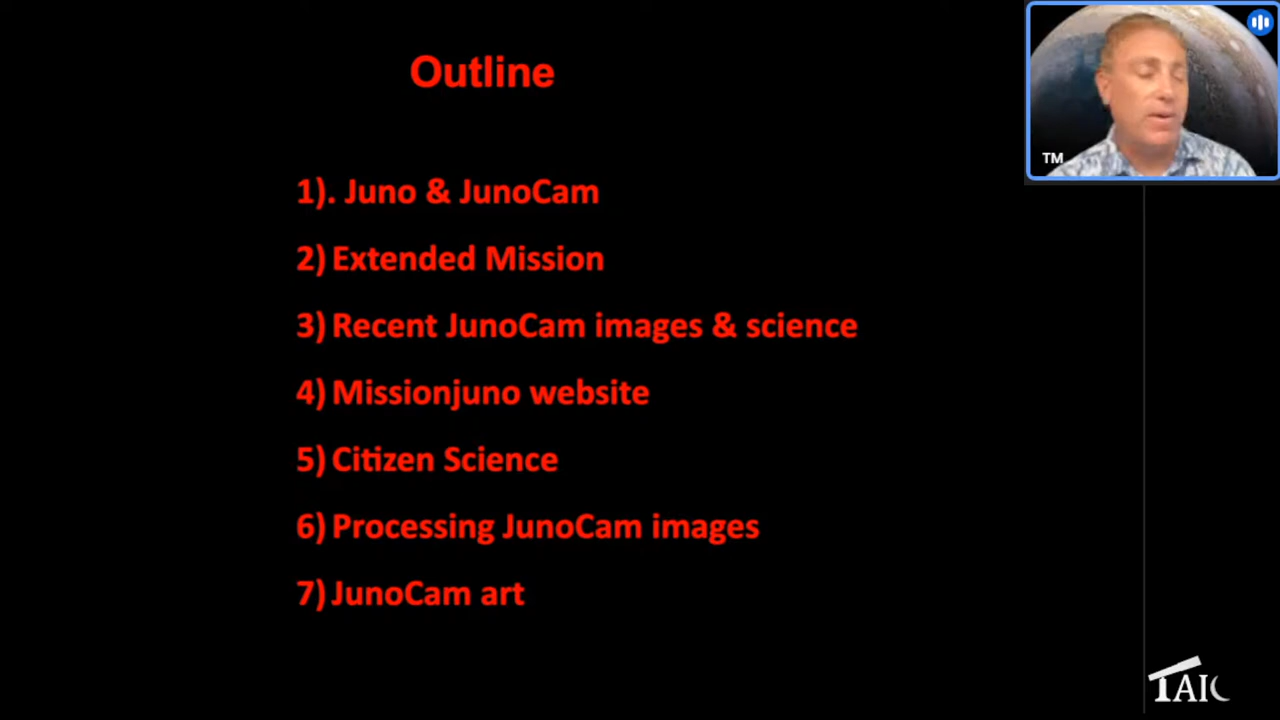 Outline
1). Juno & JunoCam
2) Extended Mission
3) Recent JunoCam images & science
4) Missionjuno website
5) Citizen Science
6) Processing JunoCam images
7) JunoCam art
TM
TAIC